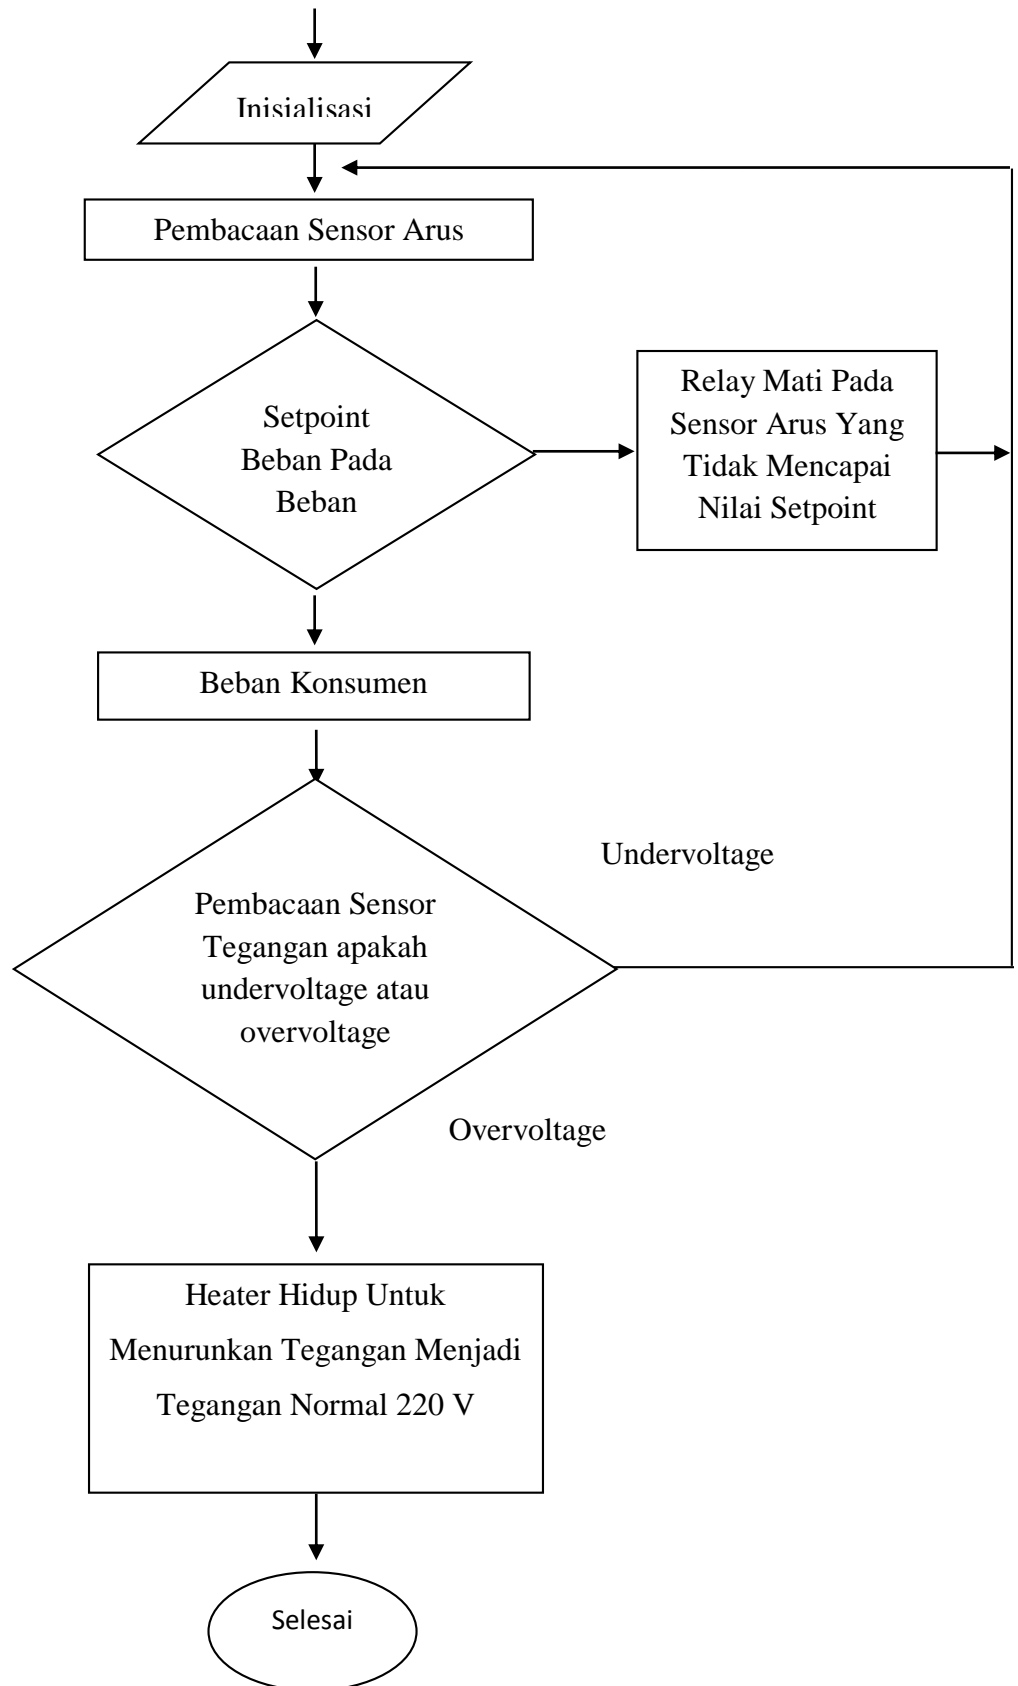 Inisialisasi
Pembacaan Sensor Arus
Setpoint
Beban Pada
Beban
Relay Mati Pada
Sensor Arus Yang
Tidak Mencapai
Nilai Setpoint
Beban Konsumen
Undervoltage
Pembacaan Sensor
Tegangan apakah
undervoltage atau
overvoltage
Overvoltage
Heater Hidup Untuk
Menurunkan Tegangan Menjadi
Tegangan Normal 220 V
Selesai